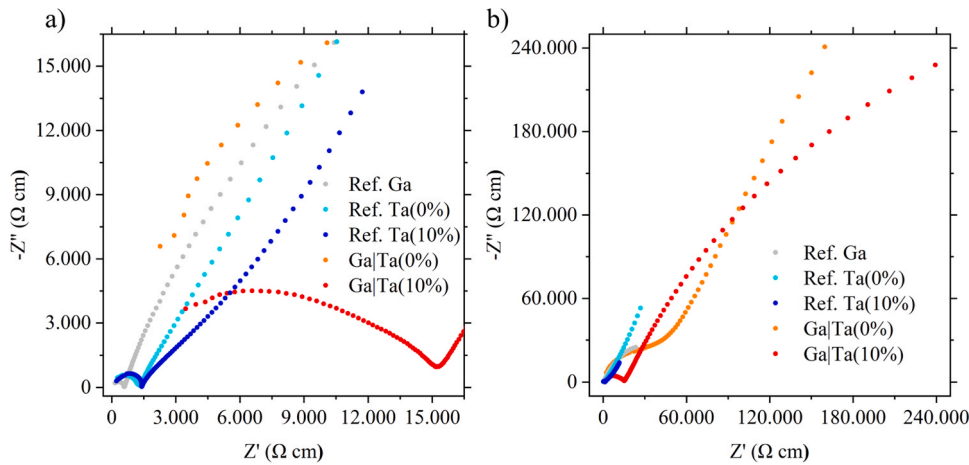 a)
15.000
12.000
9.000
6.000
3.000
0
-Z" (Ω cm)
0
3.000
6.000
9.000
12.000
15.000
Z' (Ω cm)
Ref. Ga
Ref. Ta(0%)
Ref. Ta(10%)
Ga|Ta(0%)
Ga|Ta(10%)
b)
240.000
180.000
120.000
60.000
0
-Z" (Ω cm)
0
60.000
120.000
180.000
240.000
Z' (Ω cm)
Ref. Ga
Ref. Ta(0%)
Ref. Ta(10%)
Ga|Ta(0%)
Ga|Ta(10%)